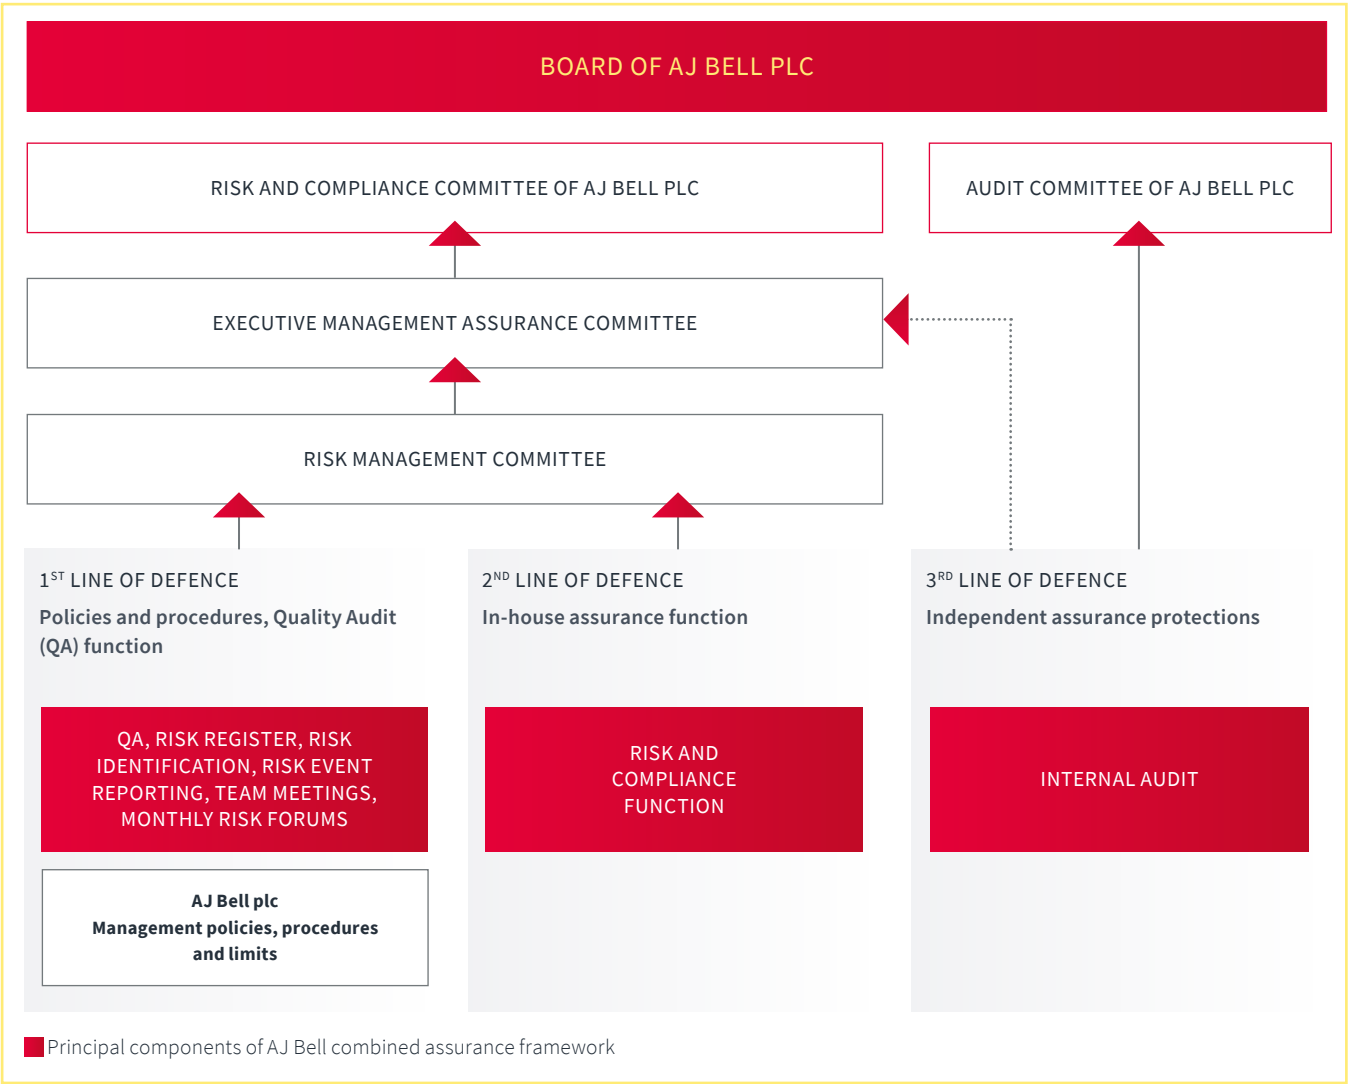 BOARD OF AJ BELL PLC
RISK AND COMPLIANCE COMMITTEE OF AJ BELL PLC
AUDIT COMMITTEE OF AJ BELL PLC
EXECUTIVE MANAGEMENT ASSURANCE COMMITTEE
RISK MANAGEMENT COMMITTEE
1ST LINE OF DEFENCE
Policies and procedures, Quality Audit
(QA) function
QA, RISK REGISTER, RISK
IDENTIFICATION, RISK EVENT
REPORTING, TEAM MEETINGS,
MONTHLY RISK FORUMS
AJ Bell plc
Management policies, procedures
and limits
2ND LINE OF DEFENCE
In-house assurance function
RISK AND
COMPLIANCE
FUNCTION
3RD LINE OF DEFENCE
Independent assurance protections
INTERNAL AUDIT
Principal components of AJ Bell combined assurance framework